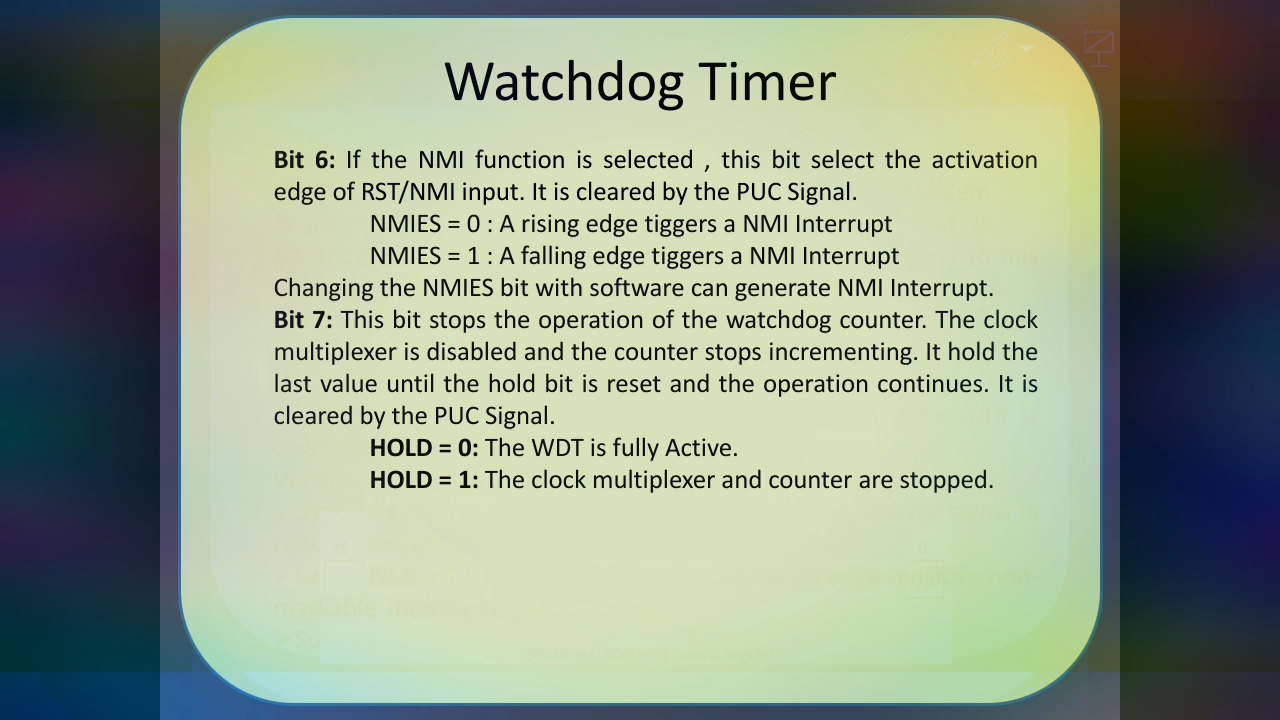 Watchdog Timer
Bit 6: If the NMI function is selected , this bit select the activation
edge of RST/NMI input. It is cleared by the PUC Signal.
NMIES = 0 : A rising edge tiggers a NMI Interrupt
NMIES = 1 : A falling edge tiggers a NMI Interrupt
Changing the NMIES bit with software can generate NMI Interrupt.
Bit 7: This bit stops the operation of the watchdog counter. The clock
multiplexer is disabled and the counter stops incrementing. It hold the
last value until the hold bit is reset and the operation continues. It is
cleared by the PUC Signal.
HOLD = 0: The WDT is fully Active.
HOLD = 1: The clock multiplexer and counter are stopped.